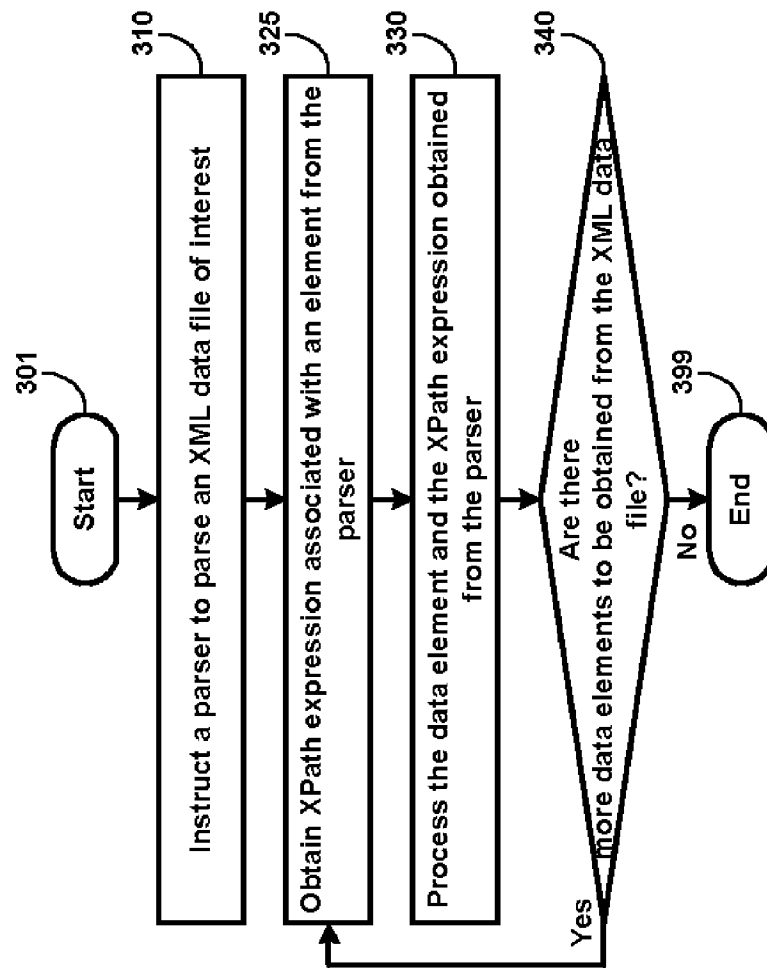 301
Start
310
Instruct a parser to parse an XML data file of interest
325
Obtain XPath expression associated with an element from the
parser
330
Process the data element and the XPath expression obtained
from the parser
340
Are there
more data elements to be obtained from the XML data
file?
Yes
No
399
End